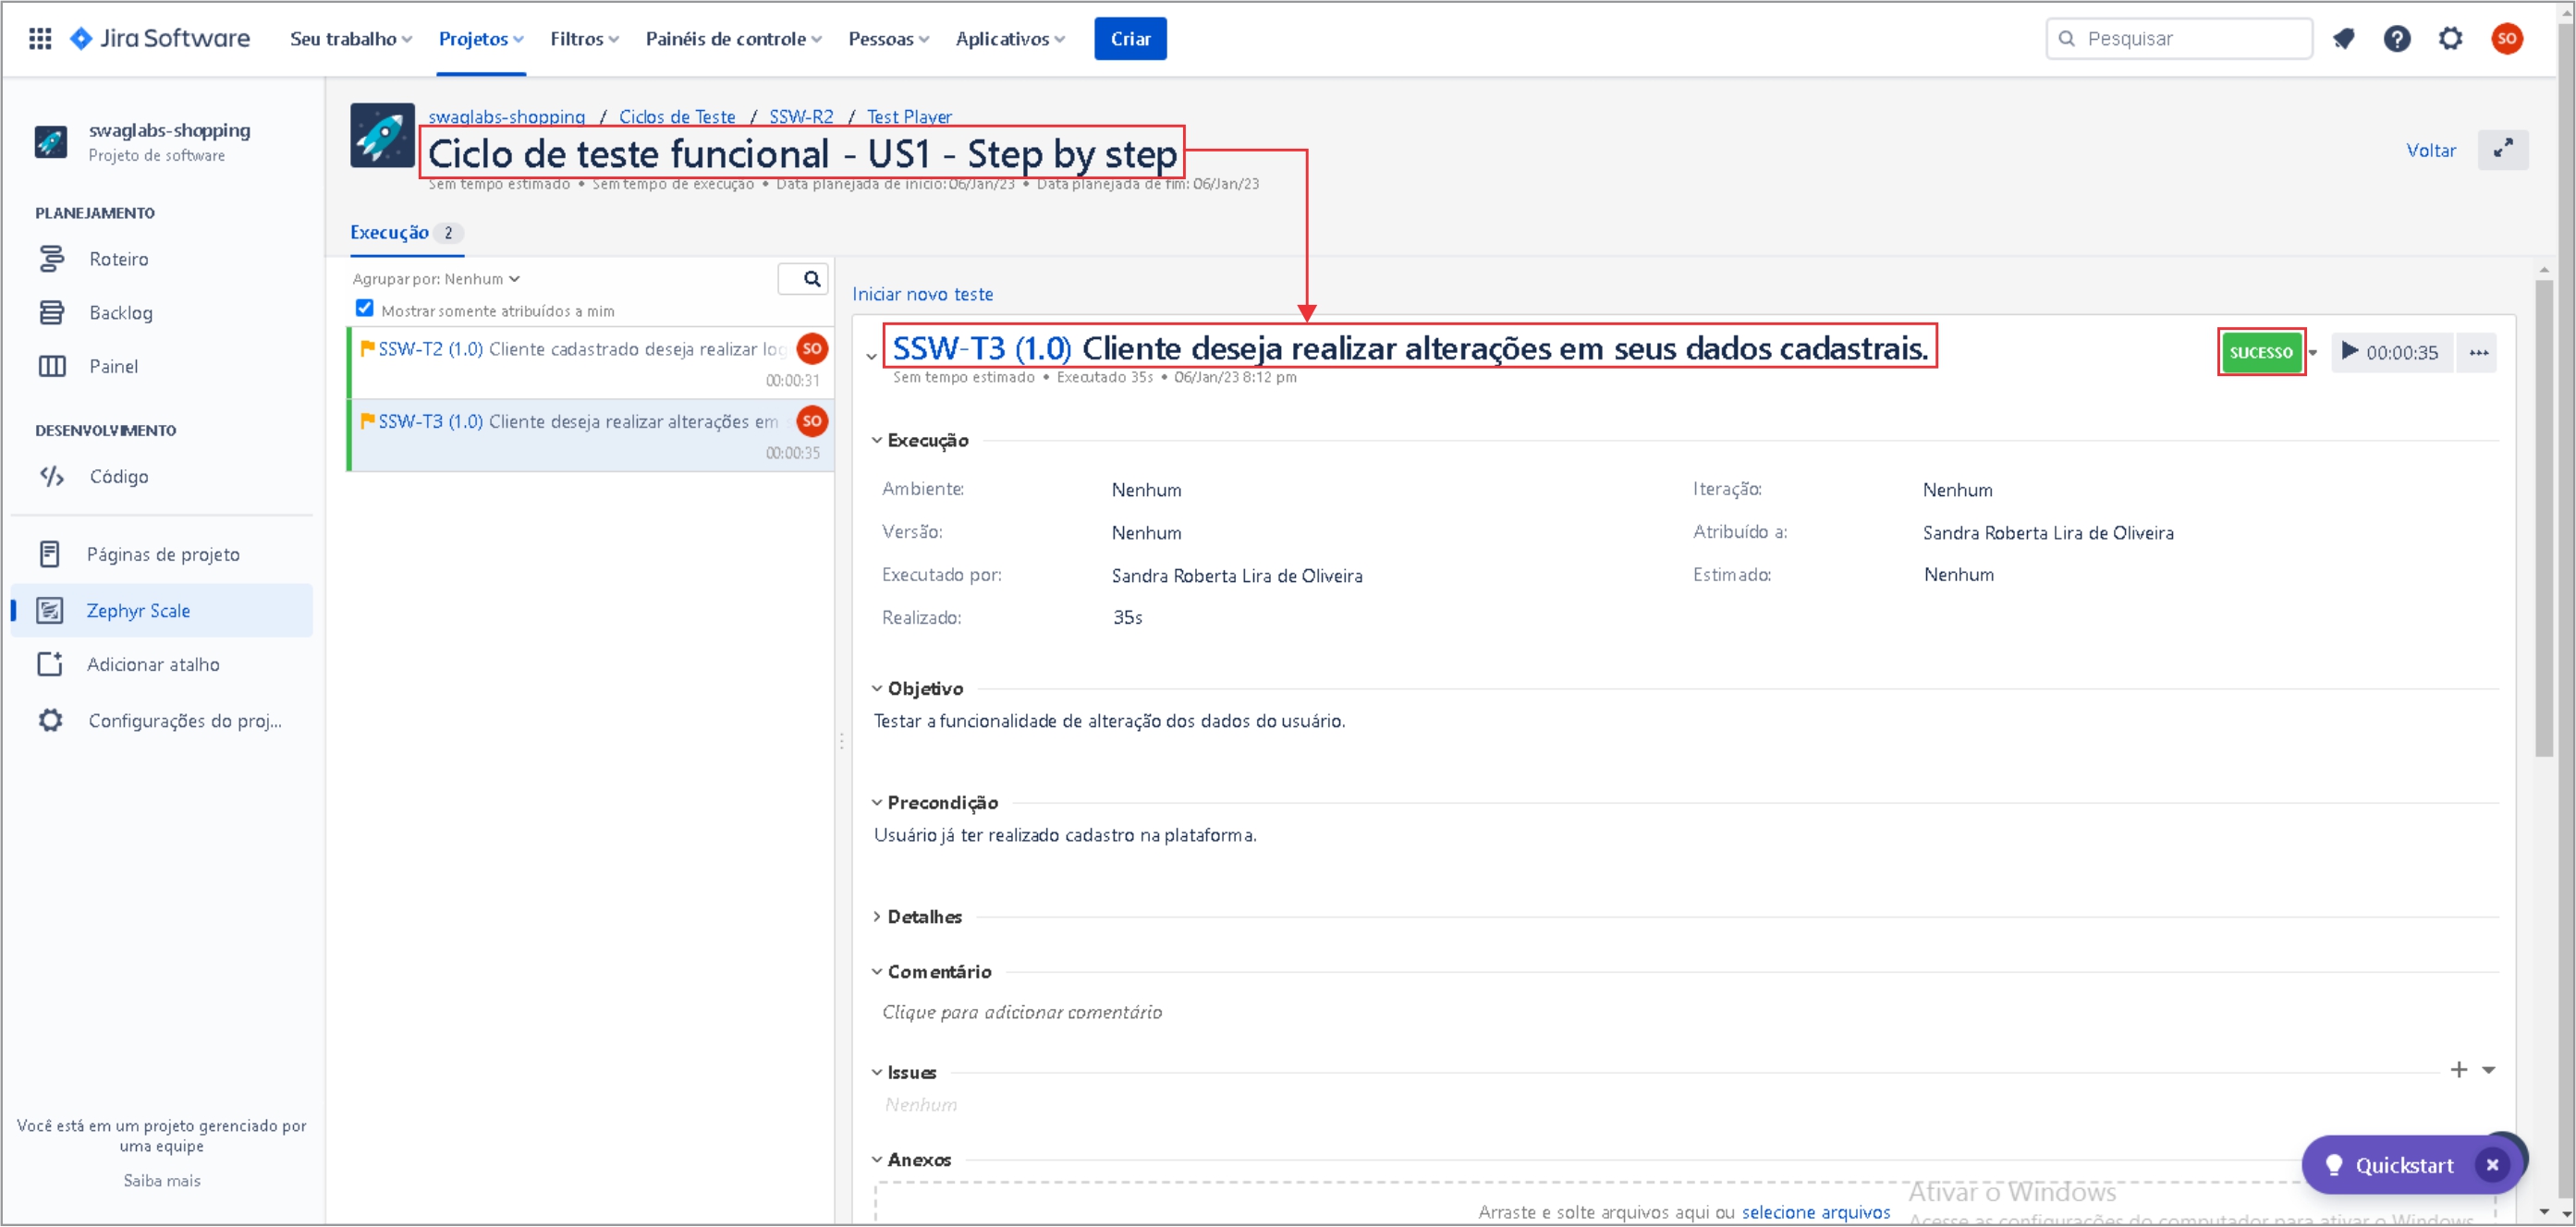 Jira Software
Seu trabalho
Projetos
Filtros
Painéis de controle
Pessoas
Aplicativos
Criar
Pesquisar
SO
swaglabs-shopping
Projeto de software
PLANEJAMENTO
Roteiro
Backlog
Painel
DESENVOLVIMENTO
Código
Páginas de projeto
Zephyr Scale
Adicionar atalho
Configurações do proj...
Você está em um projeto gerenciado por
uma equipe
Saiba mais
swaglabs-shopping / Ciclos de Teste / SSW-R2 / Test Player
Ciclo de teste funcional - US1 - Step by step
Sem tempo estimado • Sem tempo de execução • Data planejada de início: 06/Jan/23 • Data planejada de fim: 06/Jan/23
Voltar
Execução 2
Agrupar por: Nenhum
Mostrar somente atribuídos a mim
SSW-T2 (1.0) Cliente cadastrado deseja realizar log SO
00:00:31
SSW-T3 (1.0) Cliente deseja realizar alterações em s SO
00:00:35
Iniciar novo teste
SSW-T3 (1.0) Cliente deseja realizar alterações em seus dados cadastrais.
Sem tempo estimado • Executado 35s • 06/Jan/23 8:12 pm
SUCESSO
00:00:35
Execução
Ambiente: Nenhum Iteração: Nenhum
Versão: Nenhum Atribuído a: Sandra Roberta Lira de Oliveira
Executado por: Sandra Roberta Lira de Oliveira Estimado: Nenhum
Realizado: 35s
Objetivo
Testar a funcionalidade de alteração dos dados do usuário.
Precondição
Usuário já ter realizado cadastro na plataforma.
Detalhes
Comentário
Clique para adicionar comentário
Issues
Nenhum
Anexos
Arraste e solte arquivos aqui ou selecione arquivos
Quickstart
Ativar o Windows
Acesse as configurações do computador para ativar o Windows.